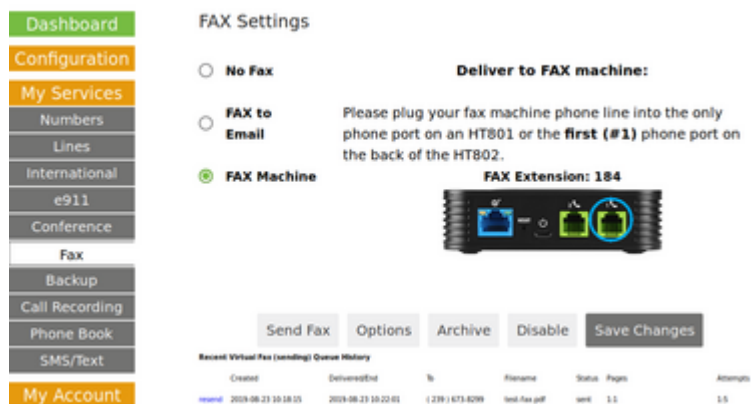 Dashboard
Configuration
My Services
Numbers
Lines
International
e911
Conference
Fax
Backup
Call Recording
Phone Book
SMS/Text
My Account
FAX Settings
No Fax
FAX to
Email
FAX Machine
Deliver to FAX machine:
Please plug your fax machine phone line into the only
phone port on an HT801 or the first (#1) phone port on
the back of the HT802.
FAX Extension: 184
Send Fax Options Archive Disable Save Changes
Recent Virtual Fax (sending) Queue History
Created Delivered/End To Filename Status Pages Attempts
resend 2019-08-23 10:18:15 2019-08-23 10:22:01 ( 239 ) 673-8299 test-fax.pdf sent 1:1 1:5